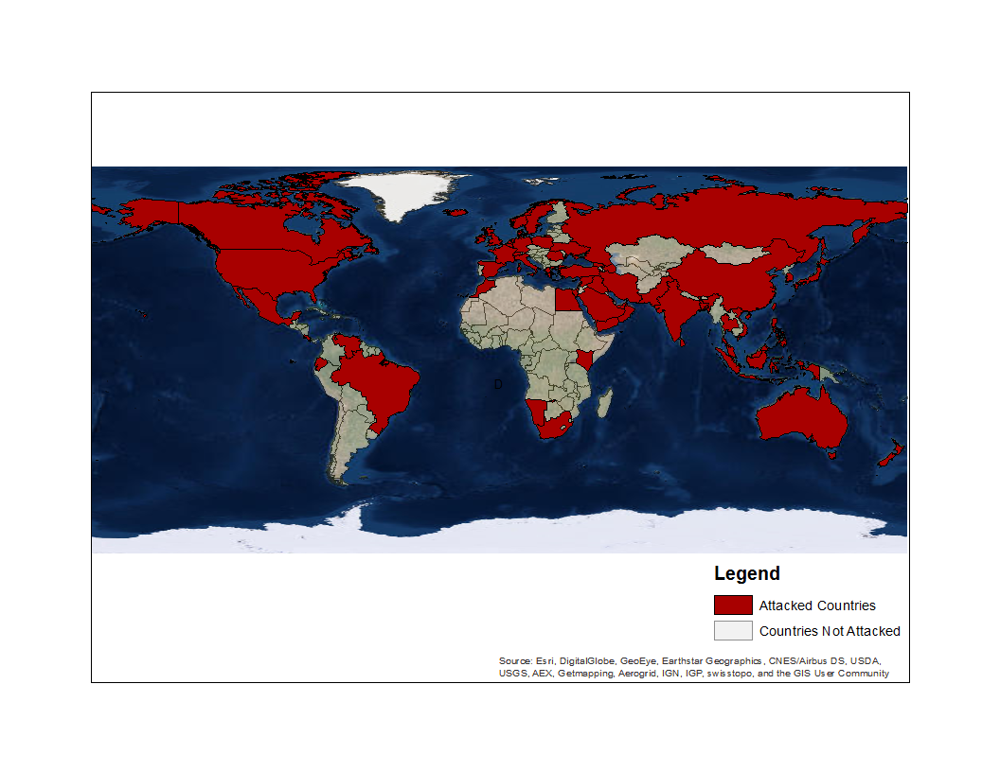 D
Legend
Attacked Countries
Countries Not Attacked
Source: Esri, DigitalGlobe, GeoEye, Earthstar Geographics, CNES/Airbus DS, USDA,
USGS, AEX, Getmapping, Aerogrid, IGN, IGP, swisstopo, and the GIS User Community